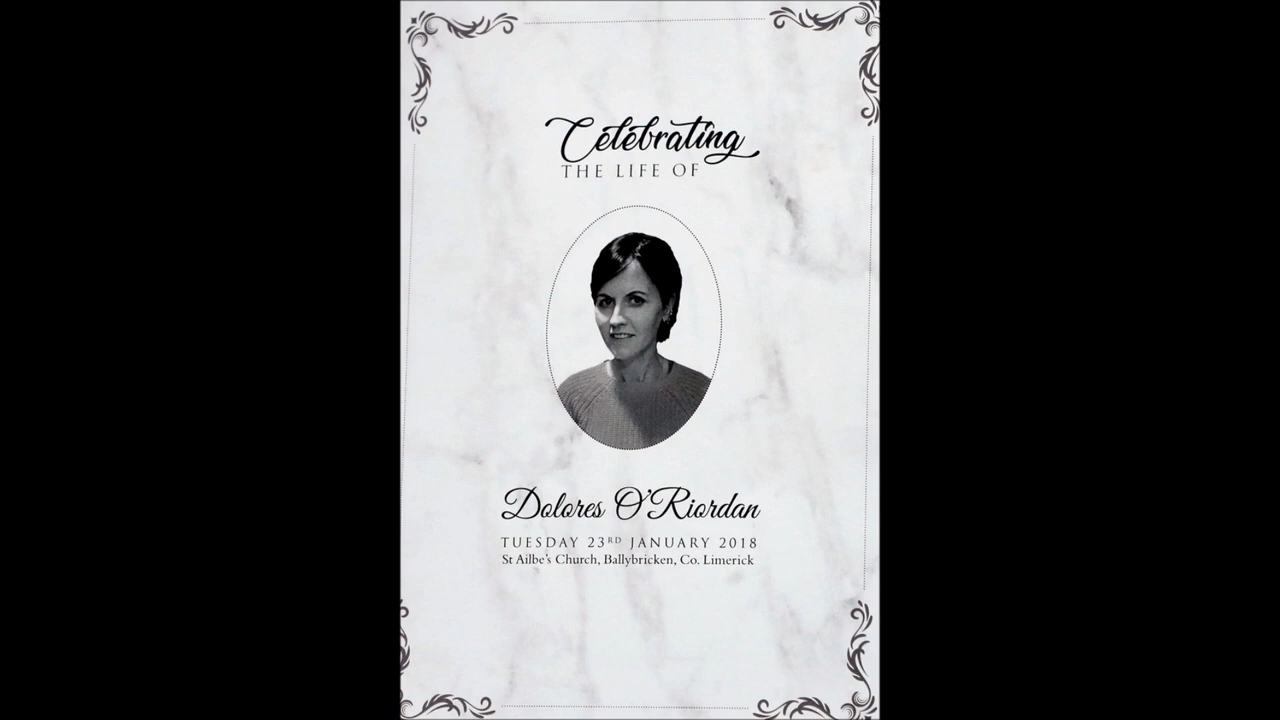 Celebrating
THE LIFE OF
Dolores O'Riordan
TUESDAY 23RD JANUARY 2018
St Ailbe's Church, Ballybricken, Co. Limerick